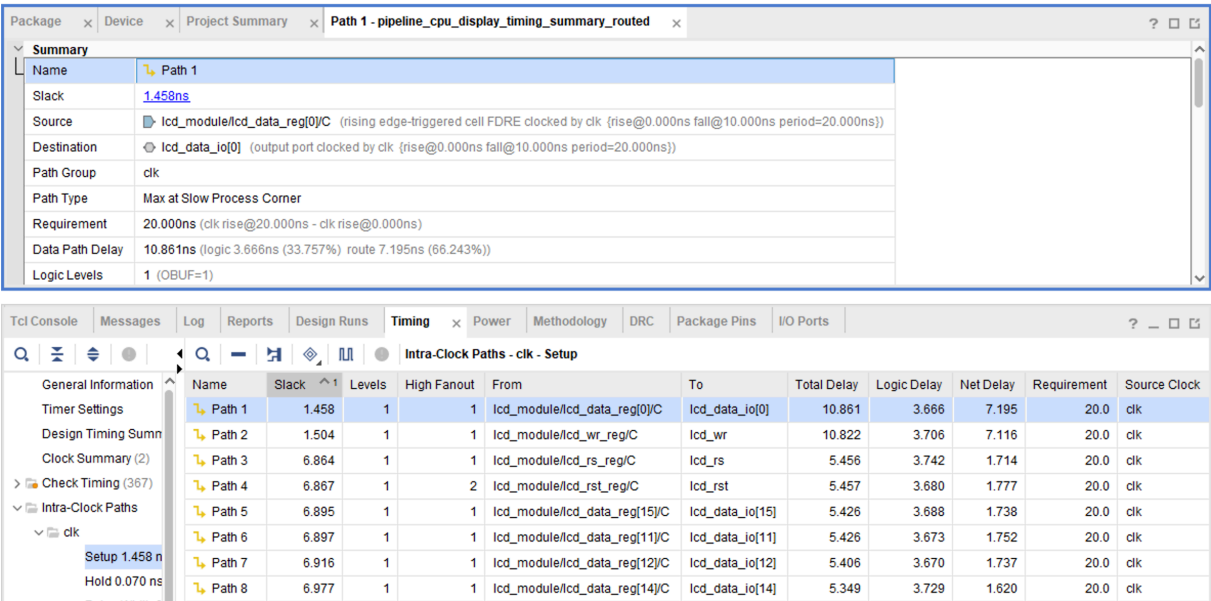 Package Device Project Summary Path 1 - pipeline_cpu_display_timing_summary_routed
Summary
Name Path 1
Slack 1.458ns
Source lcd_module/lcd_data_reg[0]/C (rising edge-triggered cell FDRE clocked by clk {rise@0.000ns fall@10.000ns period=20.000ns})
Destination lcd_data_io[0] (output port clocked by clk {rise@0.000ns fall@10.000ns period=20.000ns})
Path Group clk
Path Type Max at Slow Process Corner
Requirement 20.000ns (clk rise@20.000ns - clk rise@0.000ns)
Data Path Delay 10.861ns (logic 3.666ns (33.757%) route 7.195ns (66.243%))
Logic Levels 1 (OBUF=1)
Tcl Console Messages Log Reports Design Runs Timing Power Methodology DRC Package Pins I/O Ports
Intra-Clock Paths - clk - Setup
General Information
Timer Settings
Design Timing Summ
Clock Summary (2)
Check Timing (367)
Intra-Clock Paths
clk
Setup 1.458 n
Hold 0.070 ns
Name Slack 1 Levels High Fanout From To Total Delay Logic Delay Net Delay Requirement Source Clock
Path 1 1.458 1 1 lcd_module/lcd_data_reg[0]/C lcd_data_io[0] 10.861 3.666 7.195 20.0 clk
Path 2 1.504 1 1 lcd_module/lcd_wr_reg/C lcd_wr 10.822 3.706 7.116 20.0 clk
Path 3 6.864 1 1 lcd_module/lcd_rs_reg/C lcd_rs 5.456 3.742 1.714 20.0 clk
Path 4 6.867 1 2 lcd_module/lcd_rst_reg/C lcd_rst 5.457 3.680 1.777 20.0 clk
Path 5 6.895 1 1 lcd_module/lcd_data_reg[15]/C lcd_data_io[15] 5.426 3.688 1.738 20.0 clk
Path 6 6.897 1 1 lcd_module/lcd_data_reg[11]/C lcd_data_io[11] 5.426 3.673 1.752 20.0 clk
Path 7 6.916 1 1 lcd_module/lcd_data_reg[12]/C lcd_data_io[12] 5.406 3.670 1.737 20.0 clk
Path 8 6.977 1 1 lcd_module/lcd_data_reg[14]/C lcd_data_io[14] 5.349 3.729 1.620 20.0 clk